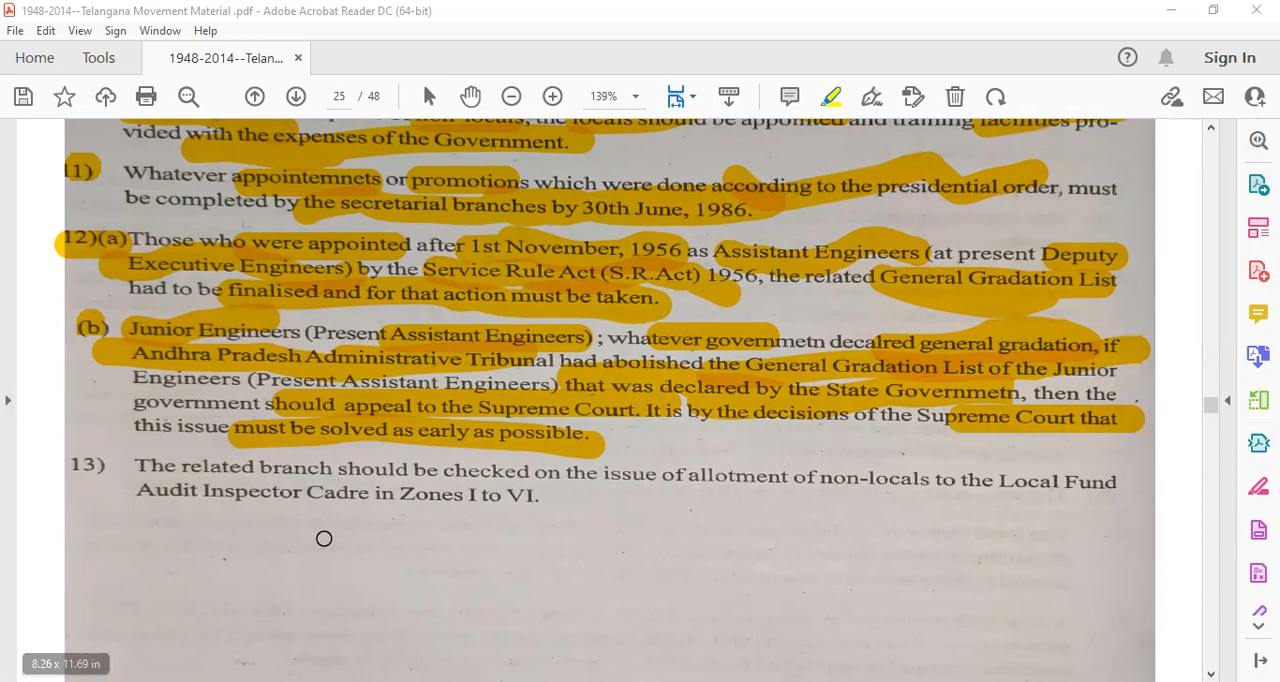 1948-2014--Telangana Movement Material .pdf - Adobe Acrobat Reader DC (64-bit)
File Edit View Sign Window Help
Home Tools 1948-2014--Telan... × Sign In
25 / 48 139%
the locals should be appointed and training facilities pro-
vided with the expenses of the Government.
11) Whatever appointemnets or promotions which were done according to the presidential order, must
be completed by the secretarial branches by 30th June, 1986.
12)(a) Those who were appointed after 1st November, 1956 as Assistant Engineers (at present Deputy
Executive Engineers) by the Service Rule Act (S.R.Act) 1956, the related General Gradation List
had to be finalised and for that action must be taken.
(b) Junior Engineers (Present Assistant Engineers) ; whatever governmetn decalred general gradation, if
Andhra Pradesh Administrative Tribunal had abolished the General Gradation List of the Junior
Engineers (Present Assistant Engineers) that was declared by the State Governmetn, then the
government should appeal to the Supreme Court. It is by the decisions of the Supreme Court that
this issue must be solved as early as possible.
13) The related branch should be checked on the issue of allotment of non-locals to the Local Fund
Audit Inspector Cadre in Zones I to VI.
8.26 x 11.69 in